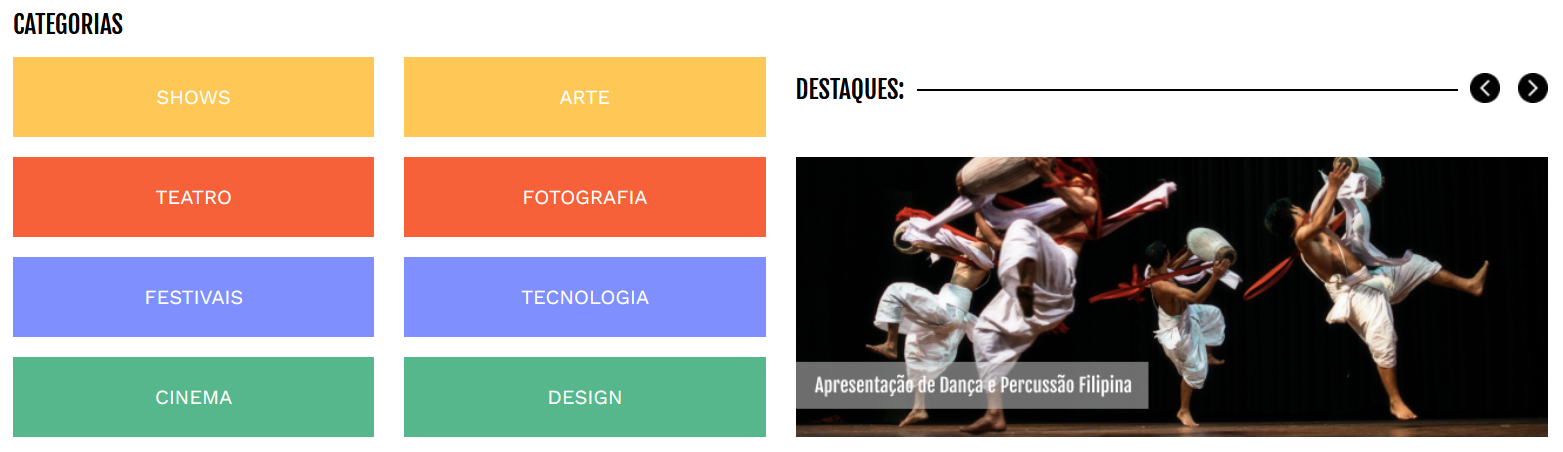 CATEGORIAS
SHOWS
ARTE
TEATRO
FOTOGRAFIA
FESTIVAIS
TECNOLOGIA
CINEMA
DESIGN
DESTAQUES:
Apresentação de Dança e Percussão Filipina